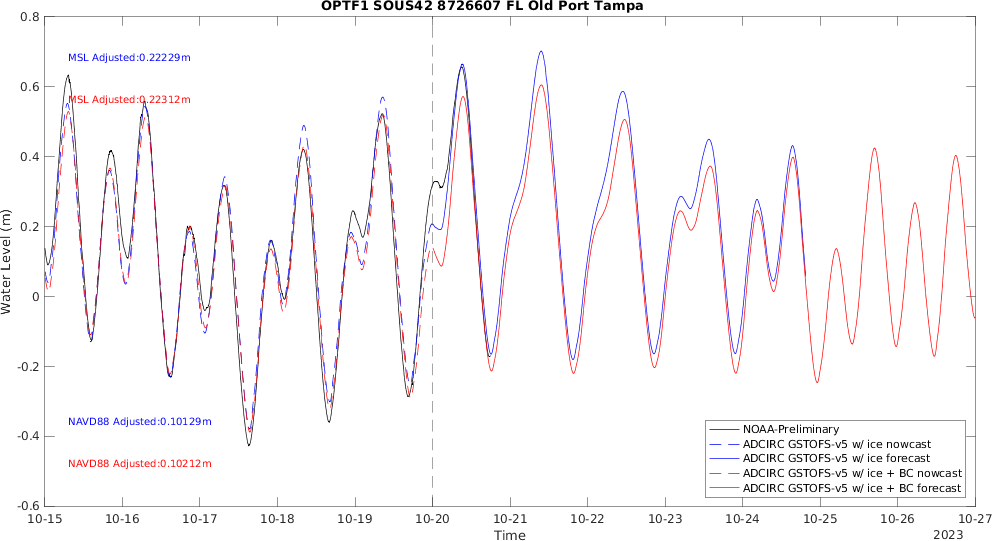 OPTF1 SOUS42 8726607 FL Old Port Tampa
Water Level (m)
0.8
0.6
0.4
0.2
0
-0.2
-0.4
-0.6
MSL Adjusted:0.22229m
MSL Adjusted:0.22312m
NAVD88 Adjusted:0.10129m
NAVD88 Adjusted:0.10212m
NOAA-Preliminary
ADCIRC GSTOFS-v5 w/ ice nowcast
ADCIRC GSTOFS-v5 w/ ice forecast
ADCIRC GSTOFS-v5 w/ ice + BC nowcast
ADCIRC GSTOFS-v5 w/ ice + BC forecast
10-15 10-16 10-17 10-18 10-19 10-20 10-21 10-22 10-23 10-24 10-25 10-26 10-27
Time
2023